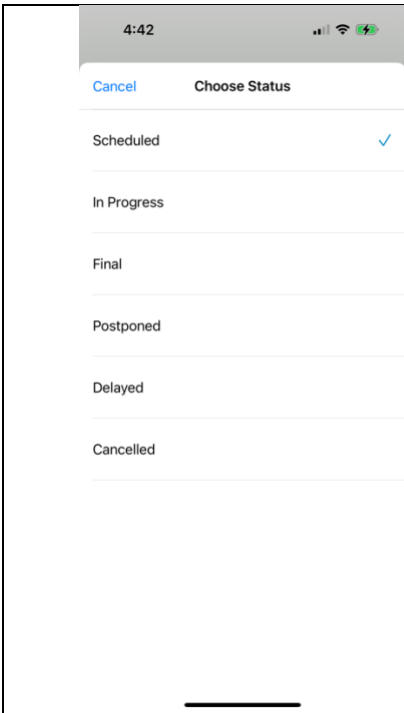 4:42
Cancel Choose Status
Scheduled
In Progress
Final
Postponed
Delayed
Cancelled